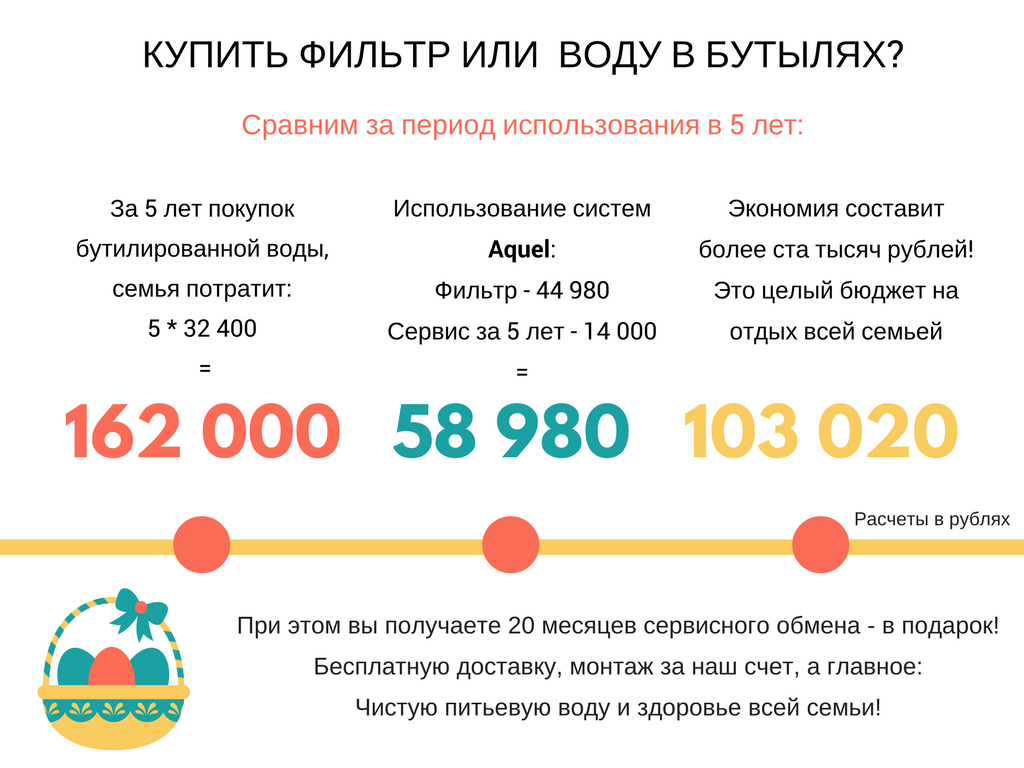 КУПИТЬ ФИЛЬТР ИЛИ ВОДУ В БУТЫЛЯХ?
Сравним за период использования в 5 лет:
За 5 лет покупок
бутилированной воды,
семья потратит:
5 * 32 400
=
162 000
Использование систем
Aquel:
Фильтр - 44 980
Сервис за 5 лет - 14 000
=
58 980
Экономия составит
более ста тысяч рублей!
Это целый бюджет на
отдых всей семьей
103 020
Расчеты в рублях
При этом вы получаете 20 месяцев сервисного обмена - в подарок!
Бесплатную доставку, монтаж за наш счет, а главное:
Чистую питьевую воду и здоровье всей семьи!